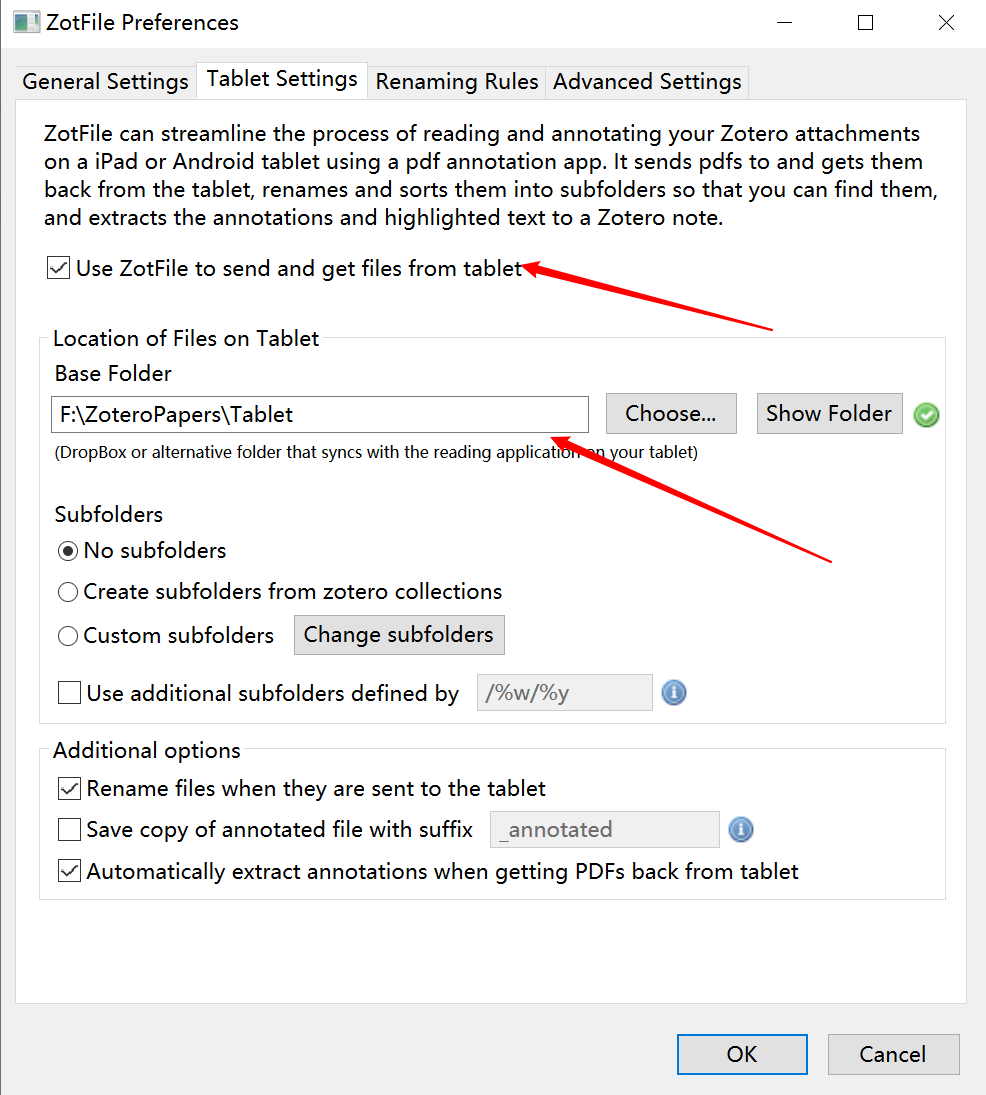 ZotFile Preferences
General Settings Tablet Settings Renaming Rules Advanced Settings
ZotFile can streamline the process of reading and annotating your Zotero attachments
on a iPad or Android tablet using a pdf annotation app. It sends pdfs to and gets them
back from the tablet, renames and sorts them into subfolders so that you can find them,
and extracts the annotations and highlighted text to a Zotero note.
Use ZotFile to send and get files from tablet
Location of Files on Tablet
Base Folder
F:\ZoteroPapers\Tablet Choose... Show Folder
(DropBox or alternative folder that syncs with the reading application on your tablet)
Subfolders
No subfolders
Create subfolders from zotero collections
Custom subfolders Change subfolders
Use additional subfolders defined by /%w/%y
Additional options
Rename files when they are sent to the tablet
Save copy of annotated file with suffix _annotated
Automatically extract annotations when getting PDFs back from tablet
OK Cancel